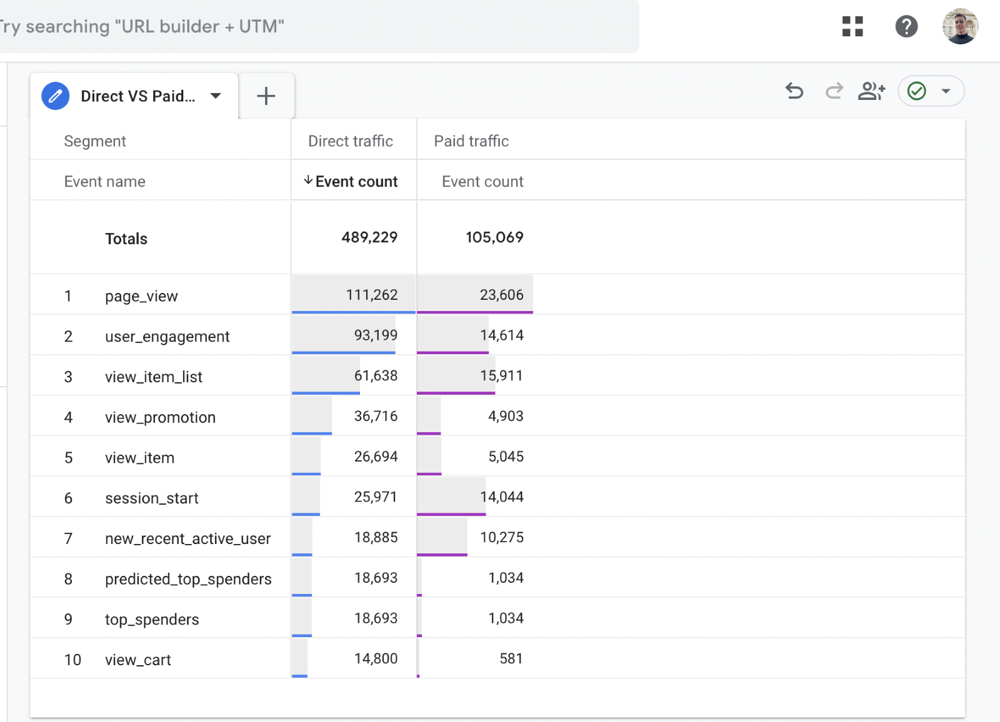 Try searching "URL builder + UTM"
Direct VS Paid...
Segment Direct traffic Paid traffic
Event name ↓ Event count Event count
Totals 489,229 105,069
1 page_view 111,262 23,606
2 user_engagement 93,199 14,614
3 view_item_list 61,638 15,911
4 view_promotion 36,716 4,903
5 view_item 26,694 5,045
6 session_start 25,971 14,044
7 new_recent_active_user 18,885 10,275
8 predicted_top_spenders 18,693 1,034
9 top_spenders 18,693 1,034
10 view_cart 14,800 581